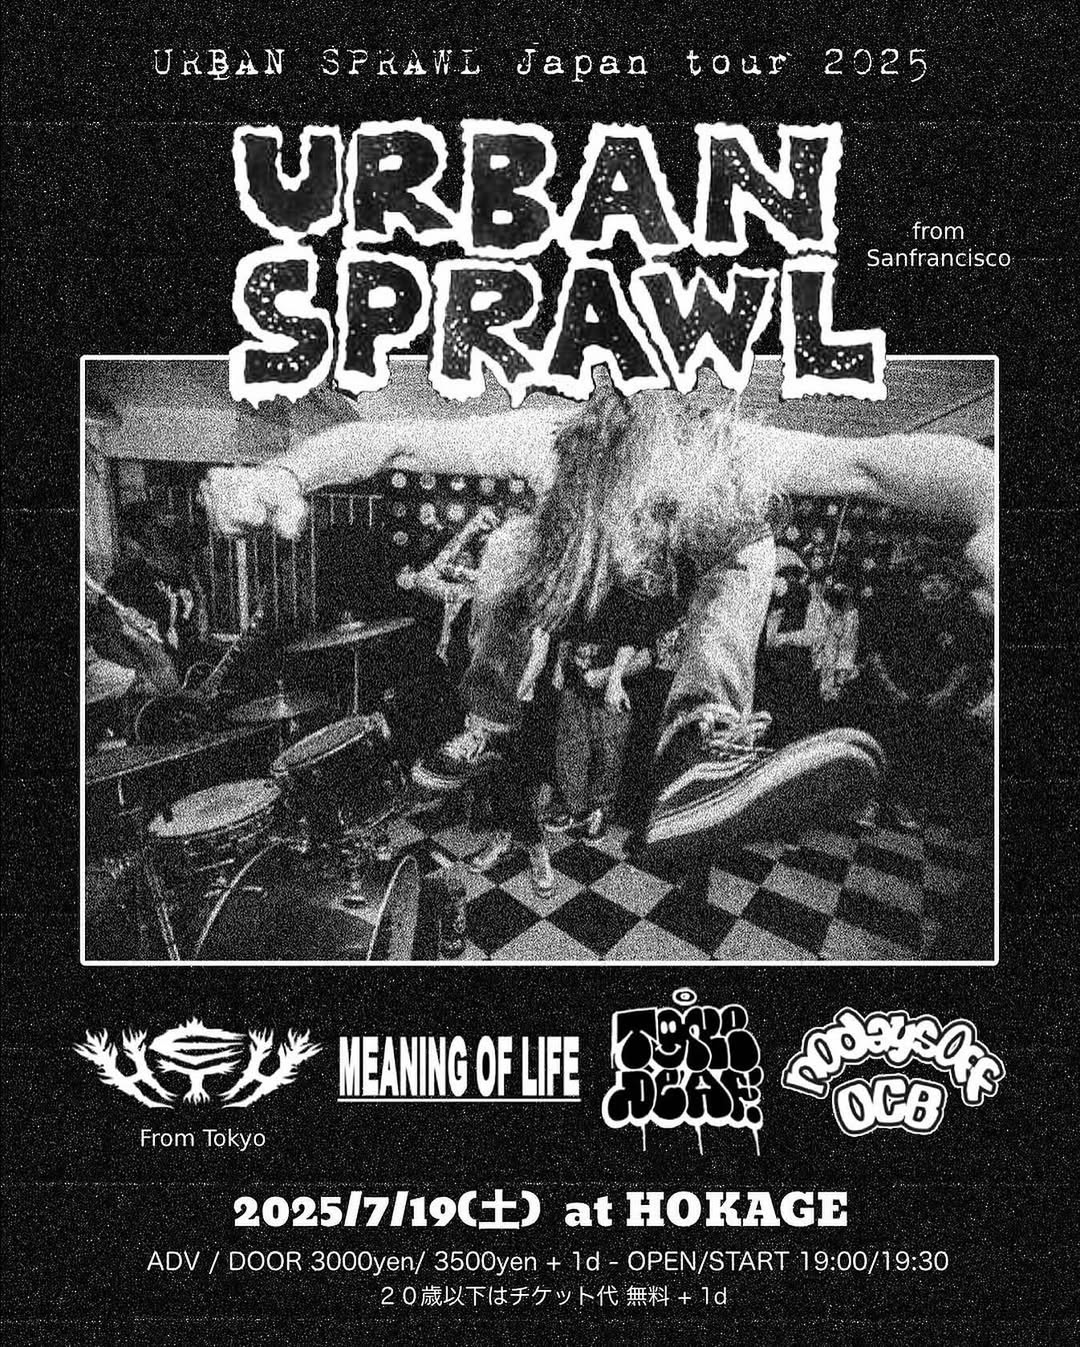 URBAN SPRAWL Japan tour 2025
URBAN
SPRAWL
from
Sanfrancisco
MEANING OF LIFE
DEAF
nodaysoff
OCB
From Tokyo
2025/7/19(土) at HOKAGE
ADV / DOOR 3000yen/ 3500yen + 1d - OPEN/START 19:00/19:30
２０歳以下はチケット代 無料 + 1d